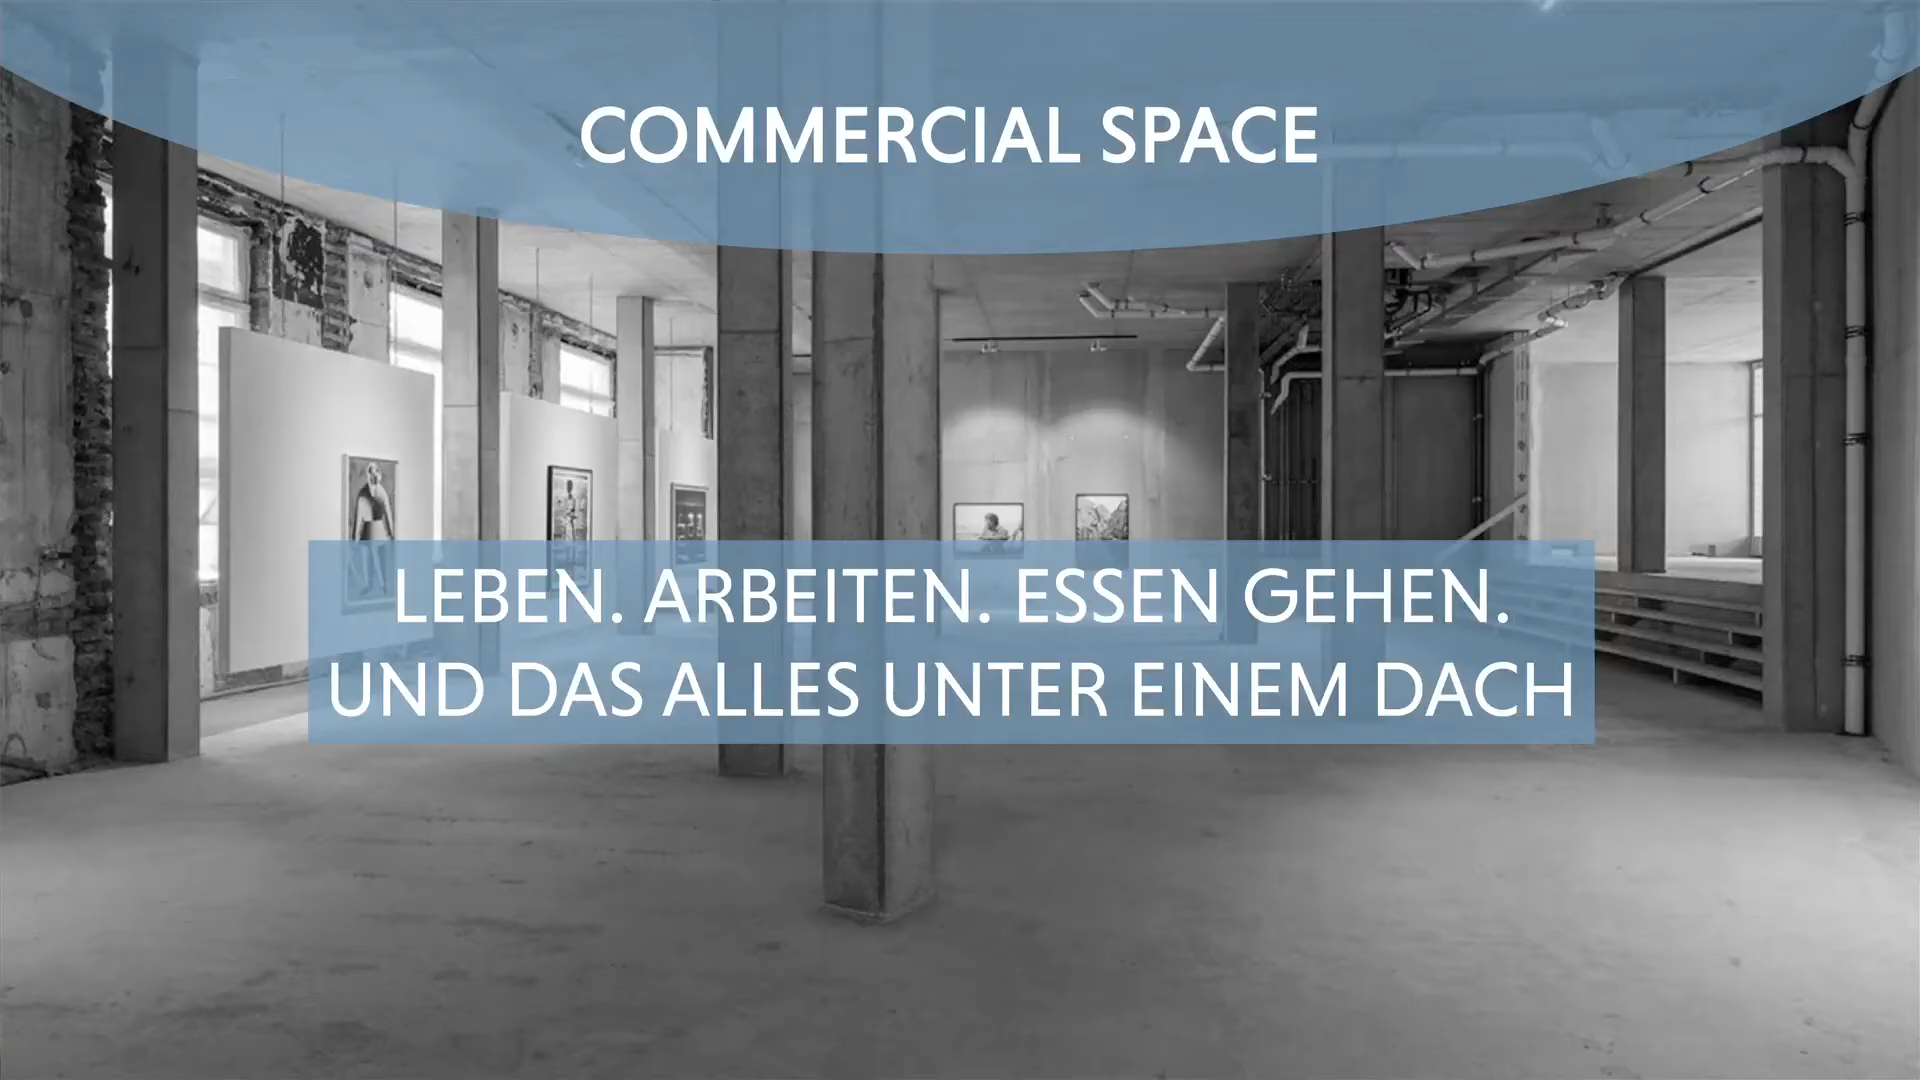 COMMERCIAL SPACE
LEBEN. ARBEITEN. ESSEN GEHEN.
UND DAS ALLES UNTER EINEM DACH